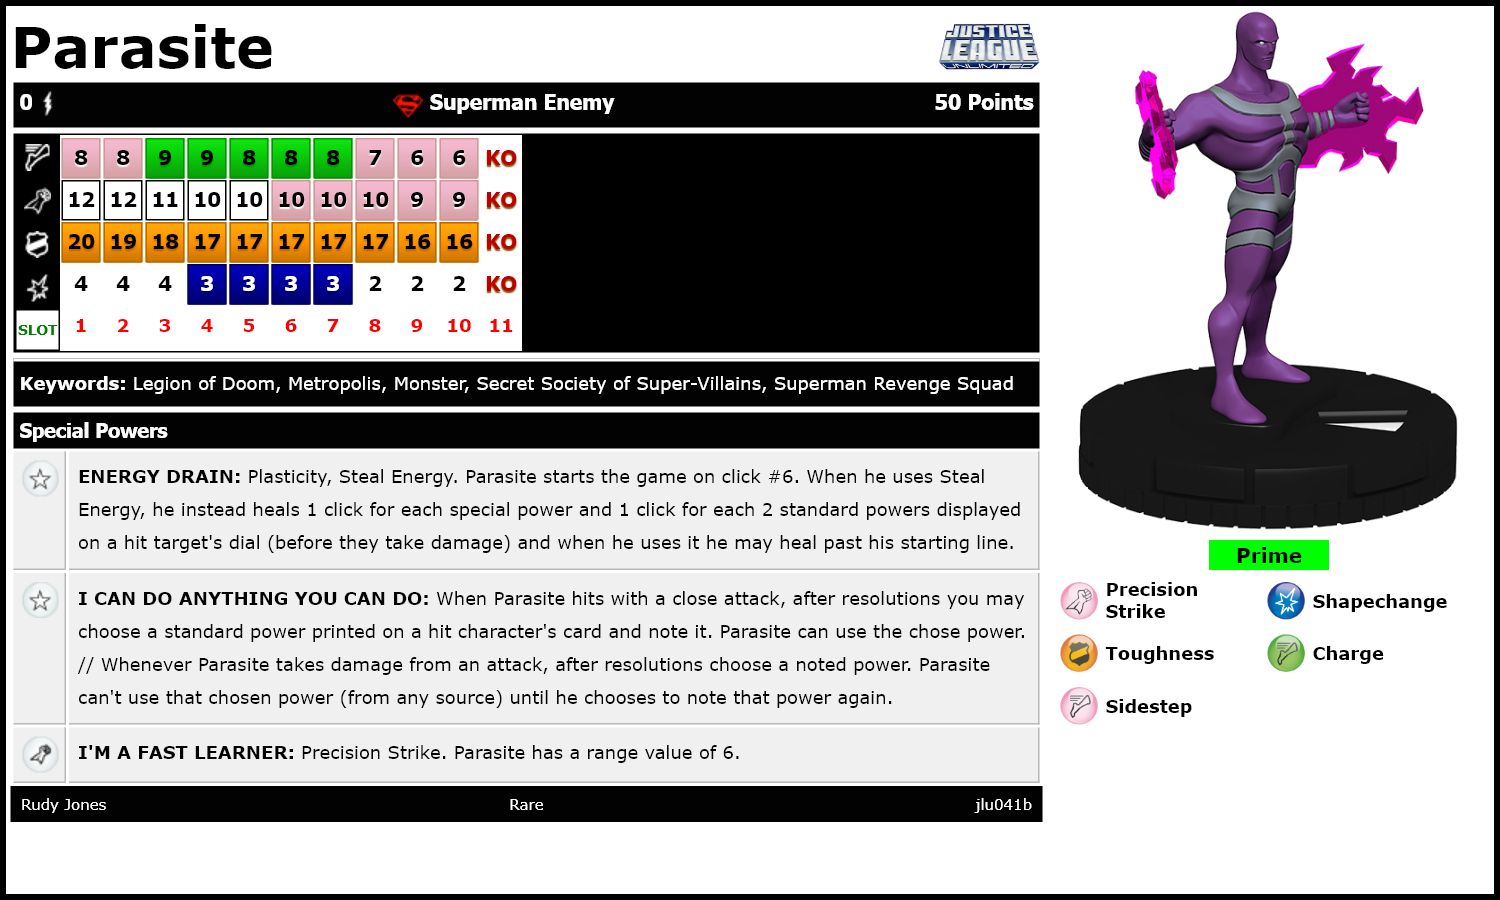 Parasite
JUSTICE
LEAGUE
UNLIMITED
0 Superman Enemy 50 Points
8 8 9 9 8 8 8 7 6 6 KO
12 12 11 10 10 10 10 10 9 9 KO
20 19 18 17 17 17 17 17 16 16 KO
4 4 4 3 3 3 3 2 2 2 KO
SLOT 1 2 3 4 5 6 7 8 9 10 11
Keywords: Legion of Doom, Metropolis, Monster, Secret Society of Super-Villains, Superman Revenge Squad
Special Powers
ENERGY DRAIN: Plasticity, Steal Energy. Parasite starts the game on click #6. When he uses Steal
Energy, he instead heals 1 click for each special power and 1 click for each 2 standard powers displayed
on a hit target's dial (before they take damage) and when he uses it he may heal past his starting line.
I CAN DO ANYTHING YOU CAN DO: When Parasite hits with a close attack, after resolutions you may
choose a standard power printed on a hit character's card and note it. Parasite can use the chose power.
// Whenever Parasite takes damage from an attack, after resolutions choose a noted power. Parasite
can't use that chosen power (from any source) until he chooses to note that power again.
I'M A FAST LEARNER: Precision Strike. Parasite has a range value of 6.
Rudy Jones Rare jlu041b
Prime
Precision
Strike
Shapechange
Toughness
Charge
Sidestep